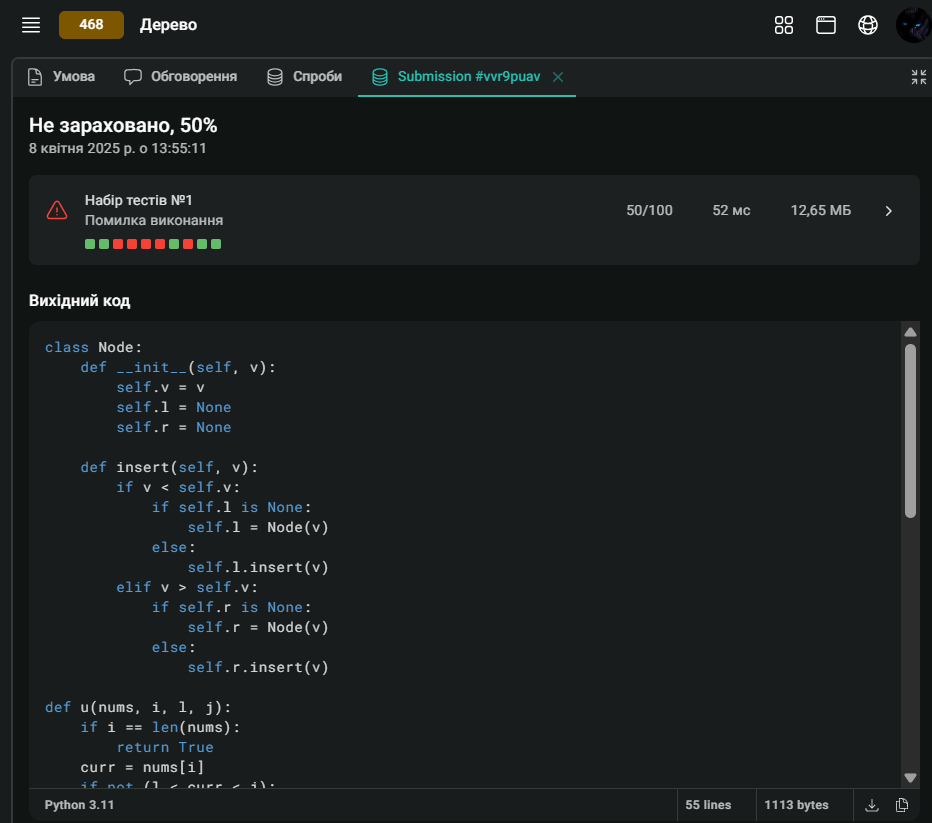 468 Дерево
Умова Обговорення Спроби Submission #vvr9puav
Не зараховано, 50%
8 квітня 2025 р. о 13:55:11
Набір тестів №1
Помилка виконання
50/100 52 мс 12,65 МБ
Вихідний код
class Node:
    def __init__(self, v):
        self.v = v
        self.l = None
        self.r = None
    def insert(self, v):
        if v < self.v:
            if self.l is None:
                self.l = Node(v)
            else:
                self.l.insert(v)
        elif v > self.v:
            if self.r is None:
                self.r = Node(v)
            else:
                self.r.insert(v)
def u(nums, i, l, j):
    if i == len(nums):
        return True
    curr = nums[i]
    if not (l < curr < j):
Python 3.11 55 lines 1113 bytes